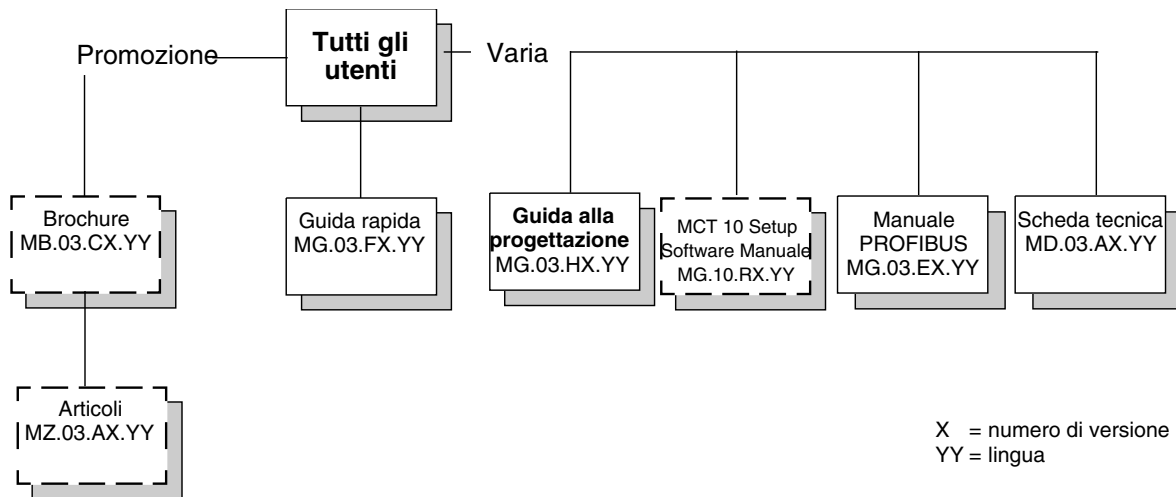 Promozione
Tutti gli
utenti
Varia
Brochure
MB.03.CX.YY
Guida rapida
MG.03.FX.YY
Guida alla
progettazione
MG.03.HX.YY
MCT 10 Setup
Software Manuale
MG.10.RX.YY
Manuale
PROFIBUS
MG.03.EX.YY
Scheda tecnica
MD.03.AX.YY
Articoli
MZ.03.AX.YY
X = numero di versione
YY = lingua